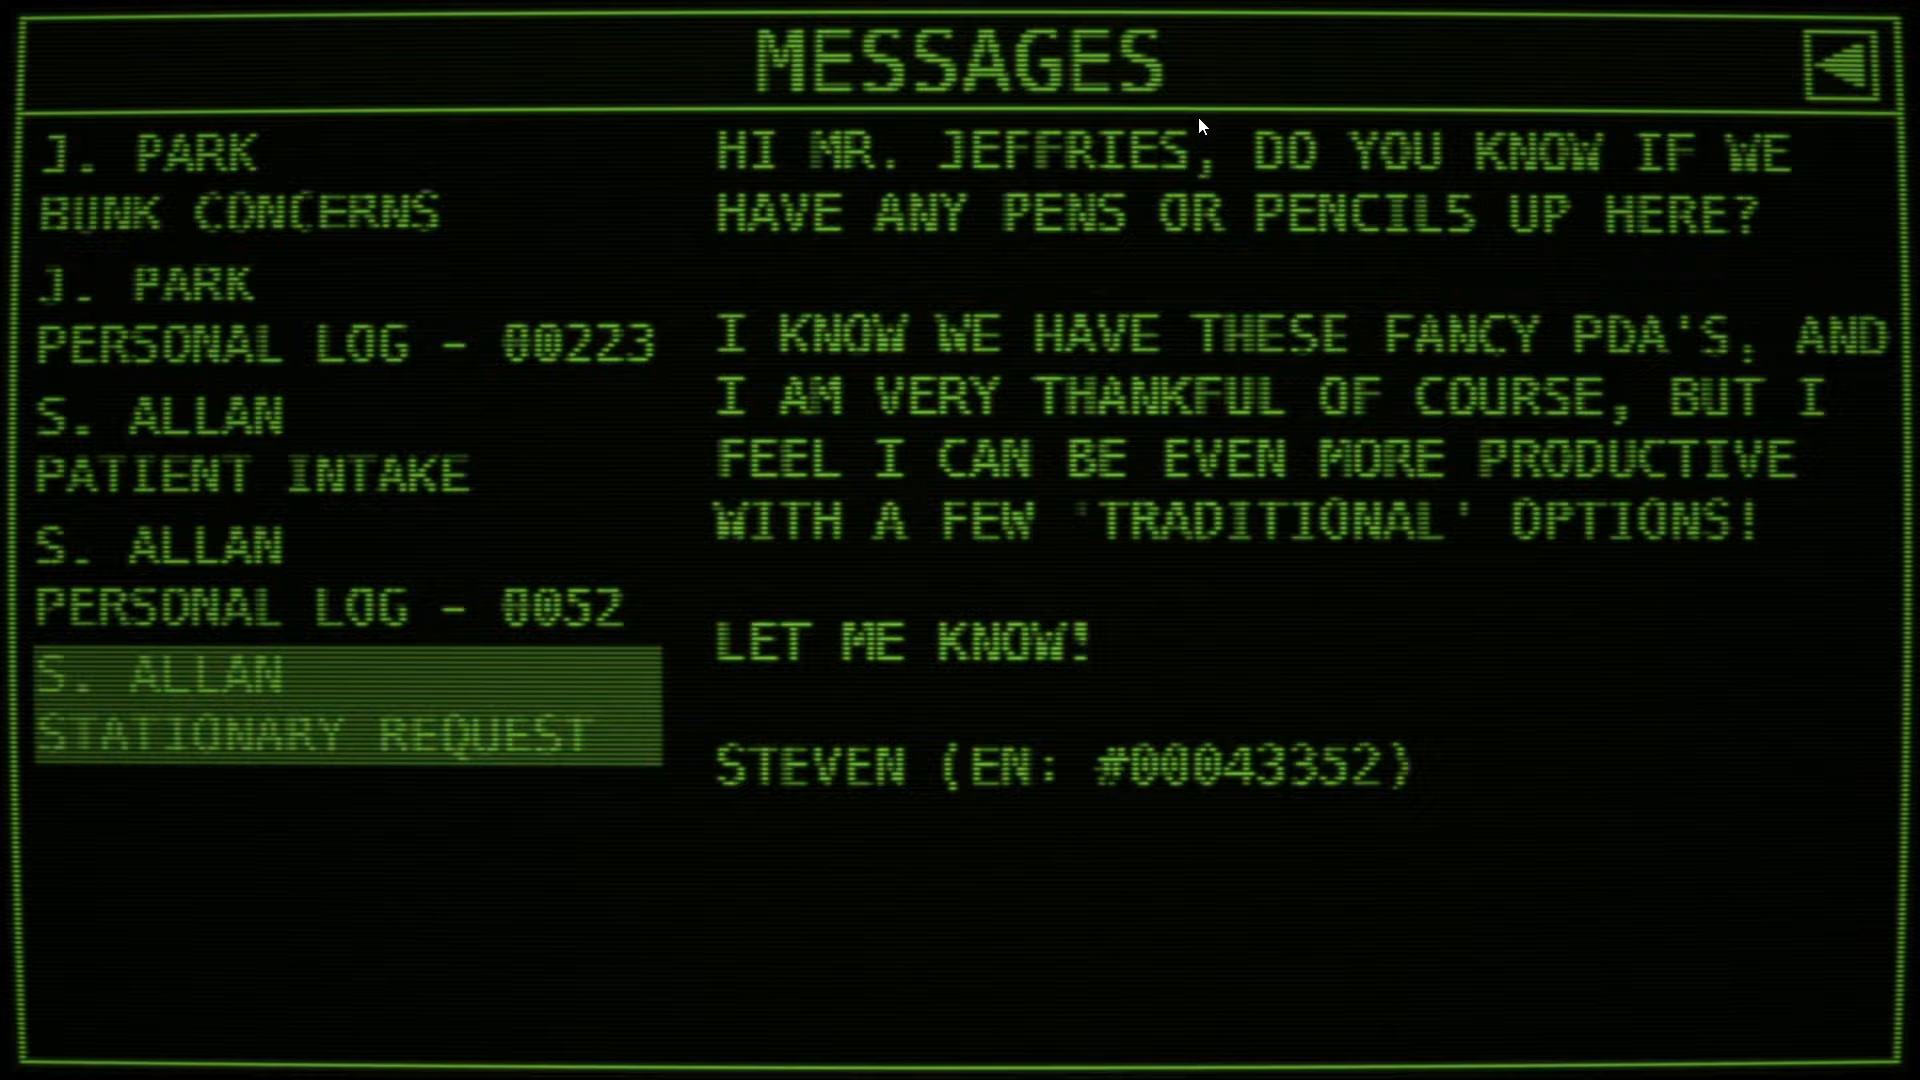 MESSAGES
J. PARK
BUNK CONCERNS
J. PARK
PERSONAL LOG - 00223
S. ALLAN
PATIENT INTAKE
S. ALLAN
PERSONAL LOG - 0052
S. ALLAN
STATIONARY REQUEST
HI MR. JEFFRIES, DO YOU KNOW IF WE
HAVE ANY PENS OR PENCILS UP HERE?
I KNOW WE HAVE THESE FANCY PDA'S, AND
I AM VERY THANKFUL OF COURSE, BUT I
FEEL I CAN BE EVEN MORE PRODUCTIVE
WITH A FEW 'TRADITIONAL' OPTIONS!
LET ME KNOW!
STEVEN (EN: #00043352)